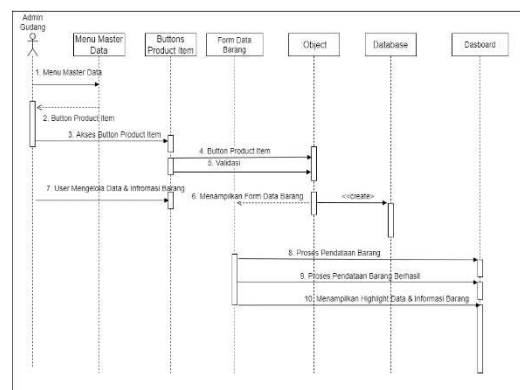 Admin
Gudang
Menu Master
Data
Buttons
Product Item
Form Data
Barang
Object
Database
Dasboard
1. Menu Master Data
2. Button Product Item
3. Akses Button Product Item
4. Button Product Item
5. Validasi
7. User Mengelola Data & Infromasi Barang
6. Menampilkan Form Data Barang
<<create>>
8. Proses Pendataan Barang
9. Proses Pendataan Barang Berhasil
10. Menampilkan Highlight Data & Informasi Barang